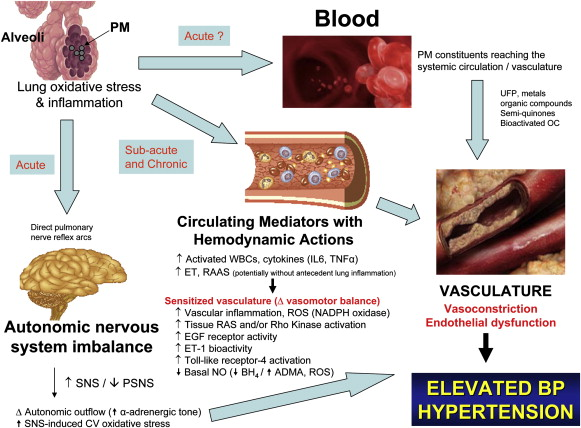 Blood
Alveoli
PM
Acute ?
Lung oxidative stress
& inflammation
PM constituents reaching the
systemic circulation / vasculature
UFP, metals
organic compounds
Semi-quinones
Bioactivated OC
Sub-acute
and Chronic
Acute
Direct pulmonary
nerve reflex arcs
Circulating Mediators with
Hemodynamic Actions
↑ Activated WBCs, cytokines (IL6, TNFα)
↑ ET, RAAS (potentially without antecedent lung inflammation)
Sensitized vasculature (Δ vasomotor balance)
↑ Vascular inflammation, ROS (NADPH oxidase)
↑ Tissue RAS and/or Rho Kinase activation
↑ EGF receptor activity
↑ ET-1 bioactivity
↑ Toll-like receptor-4 activation
↓ Basal NO (↓ BH4 / ↑ ADMA, ROS)
VASCULATURE
Vasoconstriction
Endothelial dysfunction
Autonomic nervous
system imbalance
↑ SNS / ↓ PSNS
Δ Autonomic outflow (↑ α-adrenergic tone)
↑ SNS-induced CV oxidative stress
ELEVATED BP
HYPERTENSION